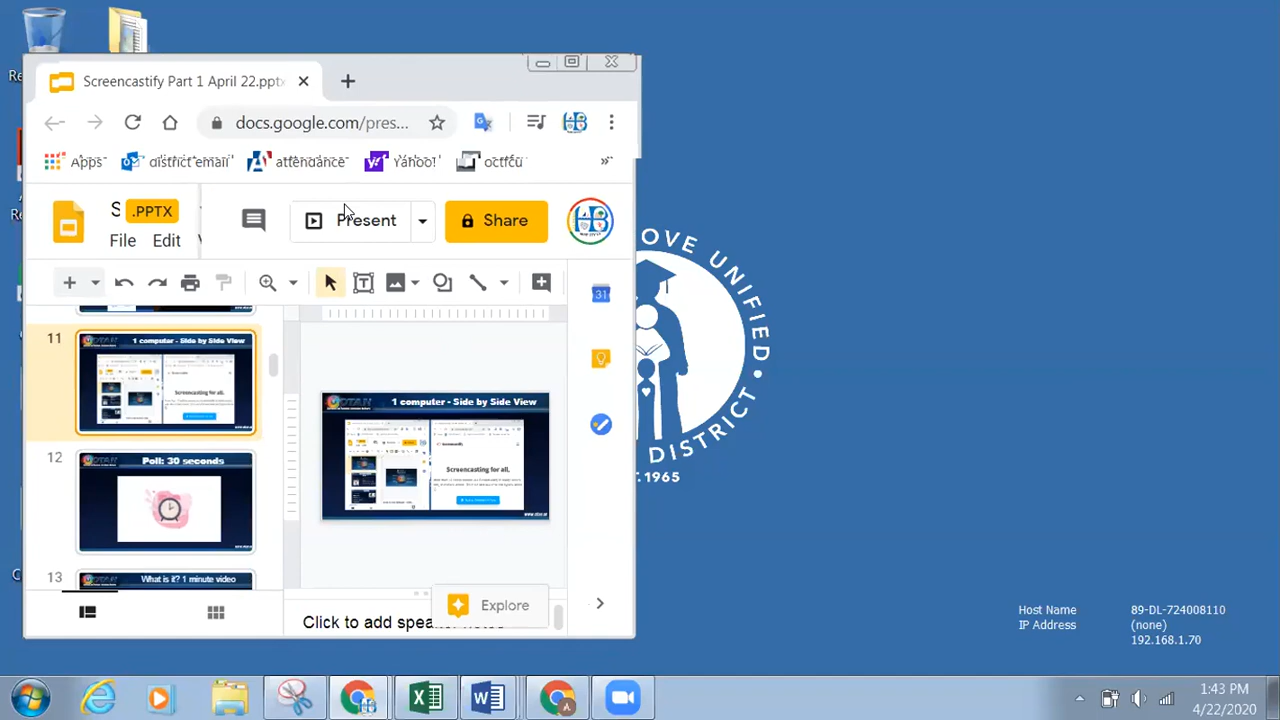 Screencastify Part 1 April 22.pptx
docs.google.com/pres...
Apps district email attendance Yahoo! octfcu »
S .PPTX
Present
Share
File Edit
31
11
1 computer - Side by Side View
Screencasting for all.
12
Poll: 30 seconds
13
What is it? 1 minute video
1 computer - Side by Side View
Screencasting for all.
Explore
Click to add speaker notes
OVE UNIFIED
DISTRICT
T. 1965
Host Name 89-DL-724008110
IP Address (none)
192.168.1.70
1:43 PM
4/22/2020